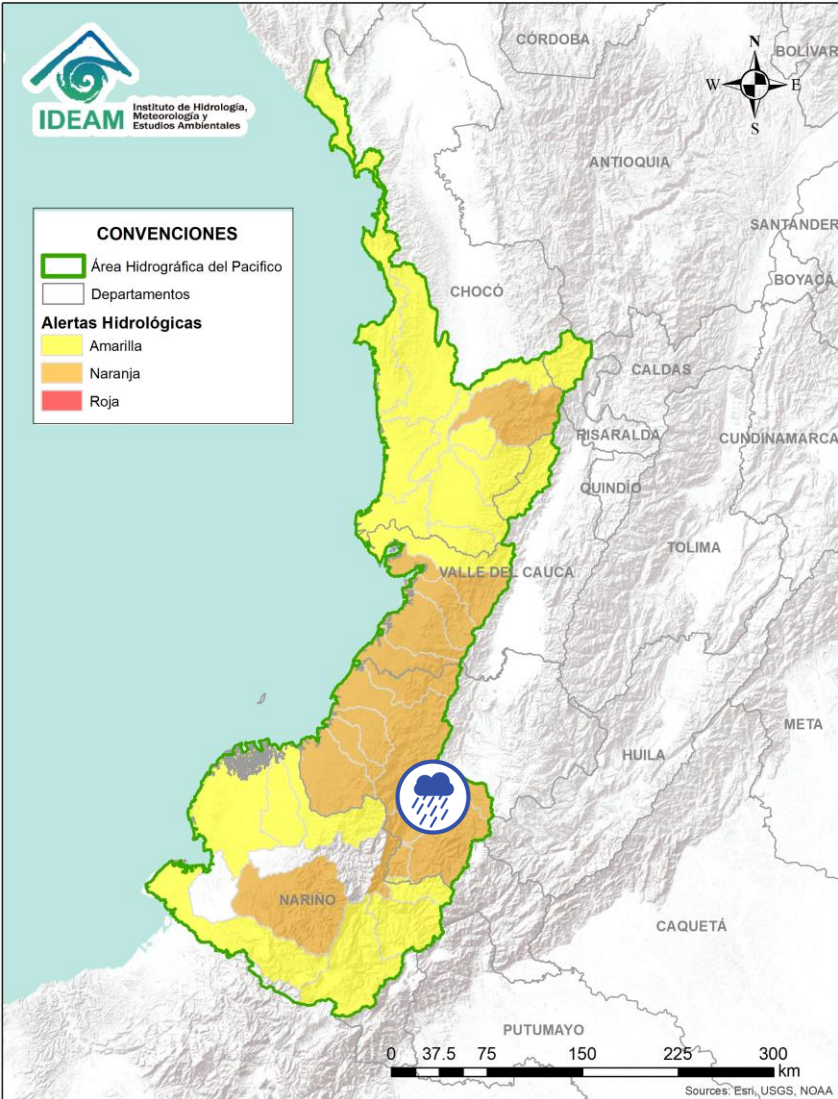 IDEAM
Instituto de Hidrología,
Meteorología y
Estudios Ambientales
N
W
E
S
CÓRDOBA
BOLÍVAR
ANTIOQUIA
SANTANDER
BOYACÁ
CONVENCIONES
Área Hidrográfica del Pacifico
Departamentos
Alertas Hidrológicas
Amarilla
Naranja
Roja
CHOCÓ
CALDAS
RISARALDA
CUNDINAMARCA
QUINDÍO
TOLIMA
VALLE DEL CAUCA
META
HUILA
NARIÑO
CAQUETÁ
PUTUMAYO
0 37.5 75 150 225 300
km
Sources: Esri, USGS, NOAA